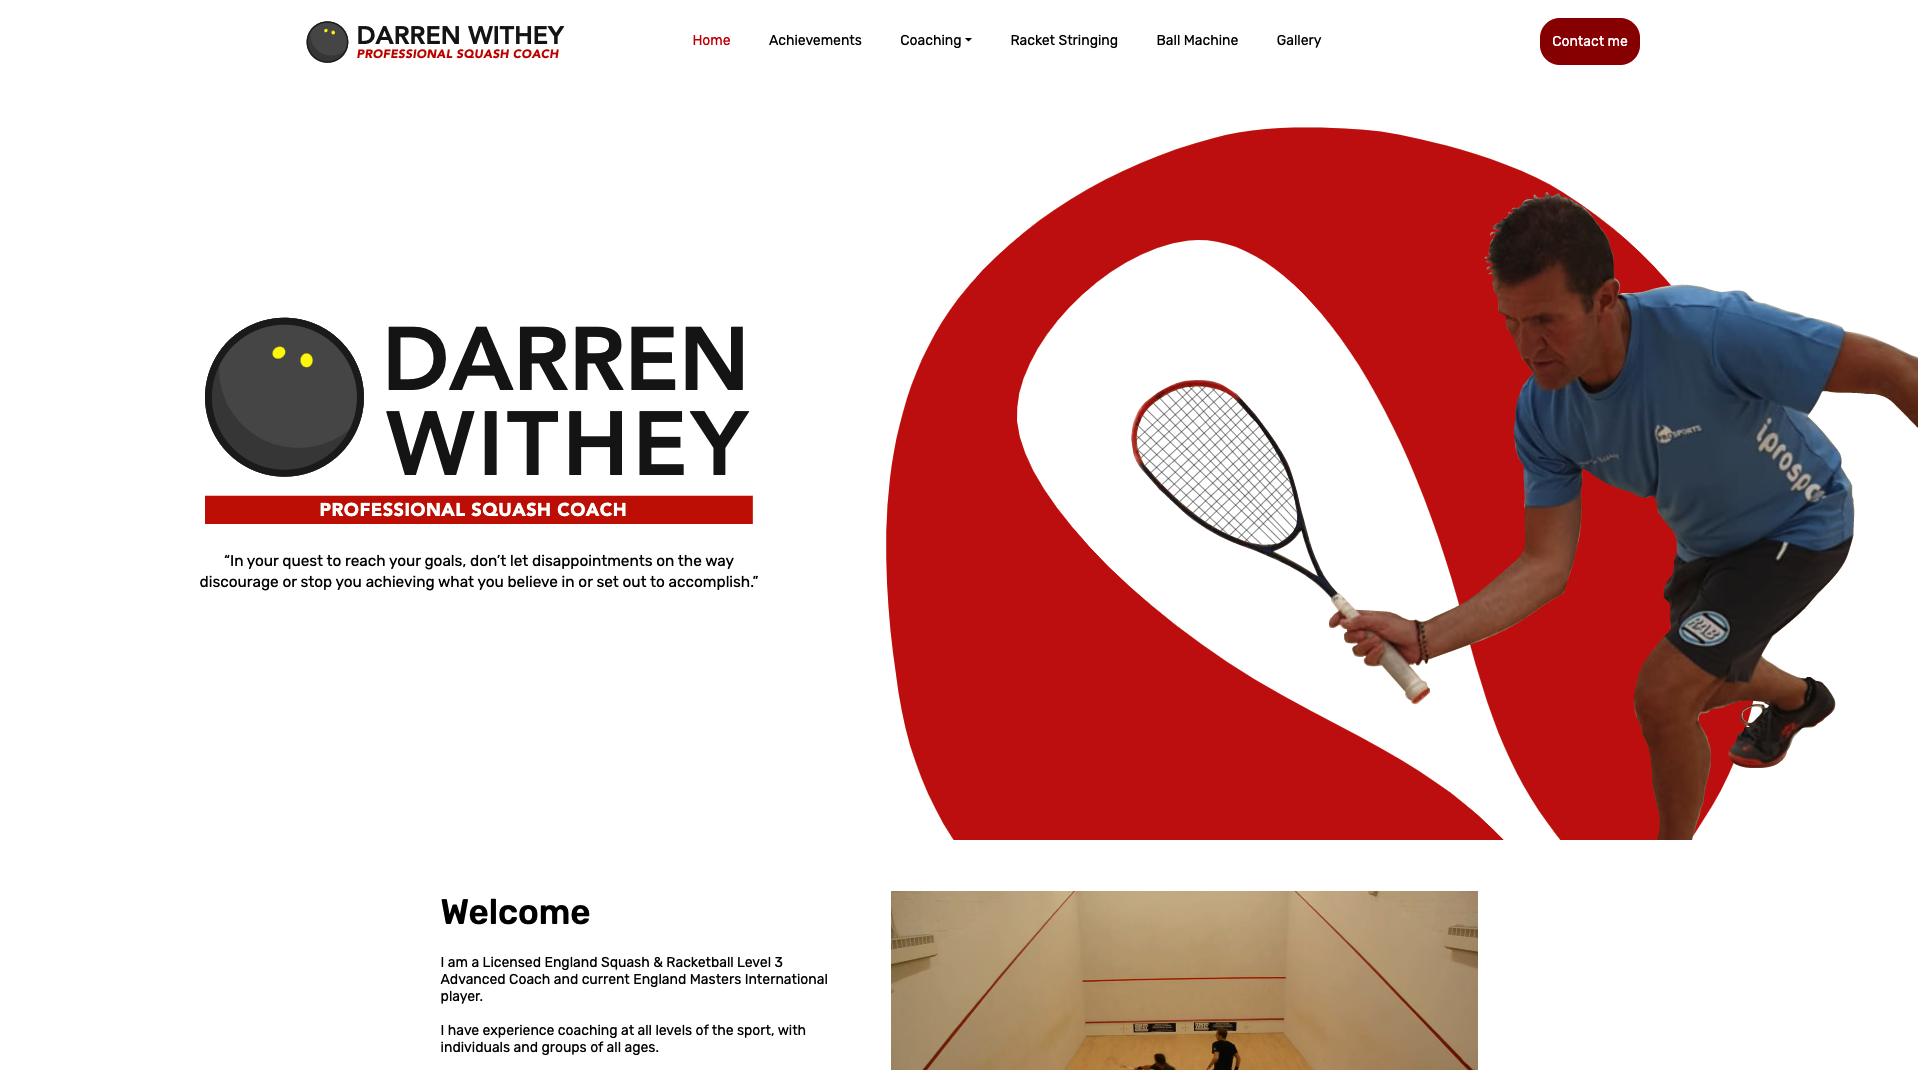 DARREN WITHEY
PROFESSIONAL SQUASH COACH
Home
Achievements
Coaching
Racket Stringing
Ball Machine
Gallery
Contact me
DARREN
WITHEY
PROFESSIONAL SQUASH COACH
“In your quest to reach your goals, don’t let disappointments on the way
discourage or stop you achieving what you believe in or set out to accomplish.”
SPORTS
iprospo
RAB
Welcome
I am a Licensed England Squash & Racketball Level 3
Advanced Coach and current England Masters International
player.
I have experience coaching at all levels of the sport, with
individuals and groups of all ages.